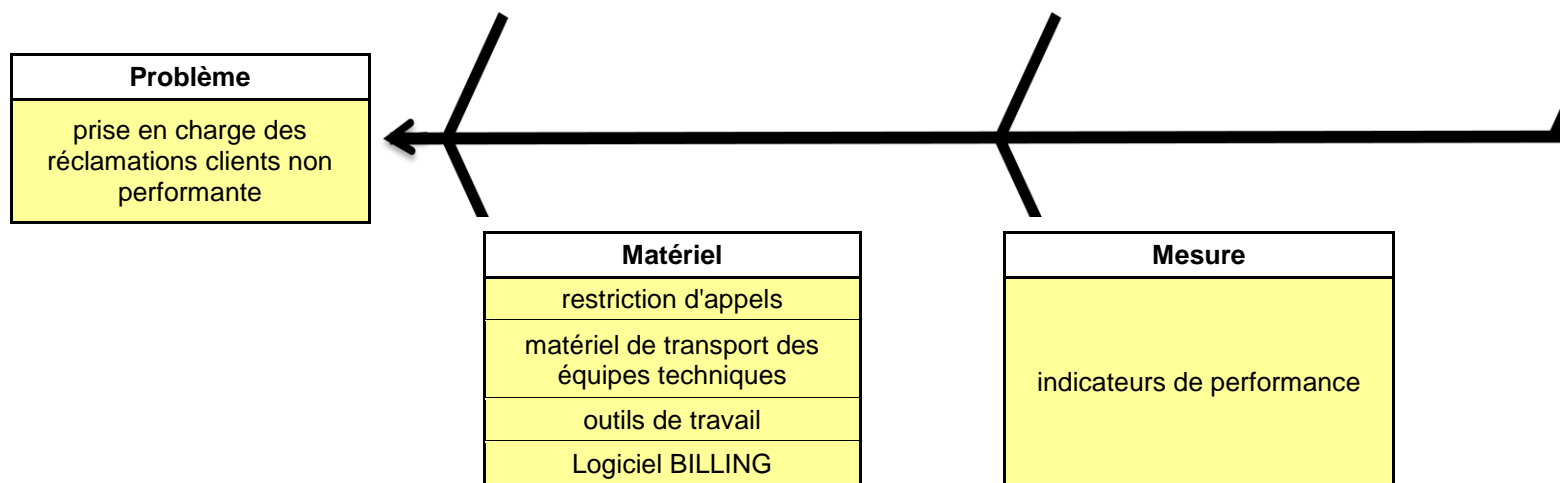 Problème
prise en charge des
réclamations clients non
performante
Matériel
restriction d'appels
matériel de transport des
équipes techniques
outils de travail
Logiciel BILLING
Mesure
indicateurs de performance